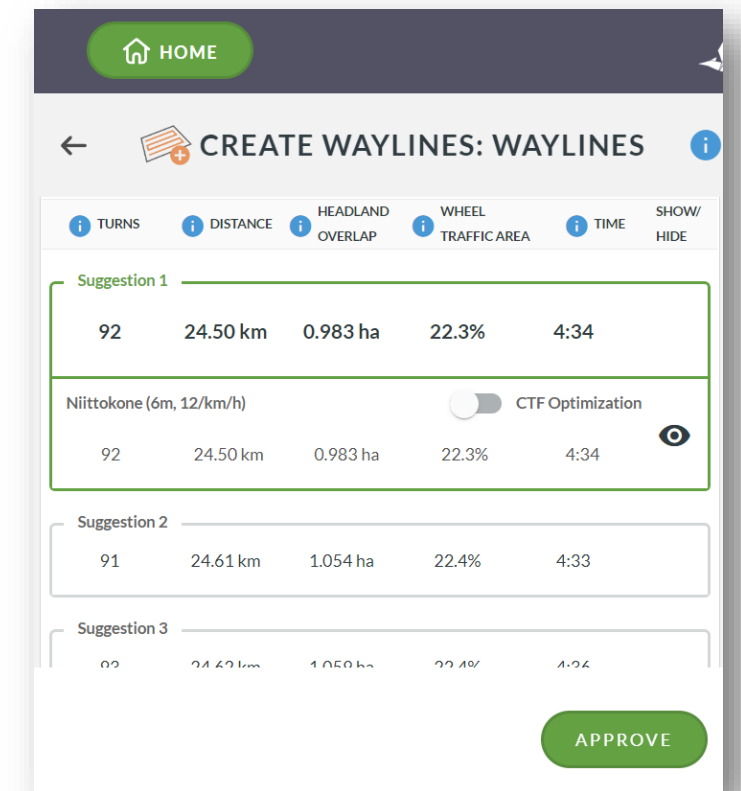 HOME
CREATE WAYLINES: WAYLINES
TURNS DISTANCE HEADLAND OVERLAP WHEEL TRAFFIC AREA TIME SHOW/ HIDE
Suggestion 1
92 24.50 km 0.983 ha 22.3% 4:34
Niittokone (6m, 12/km/h) CTF Optimization
92 24.50 km 0.983 ha 22.3% 4:34
Suggestion 2
91 24.61 km 1.054 ha 22.4% 4:33
Suggestion 3
APPROVE